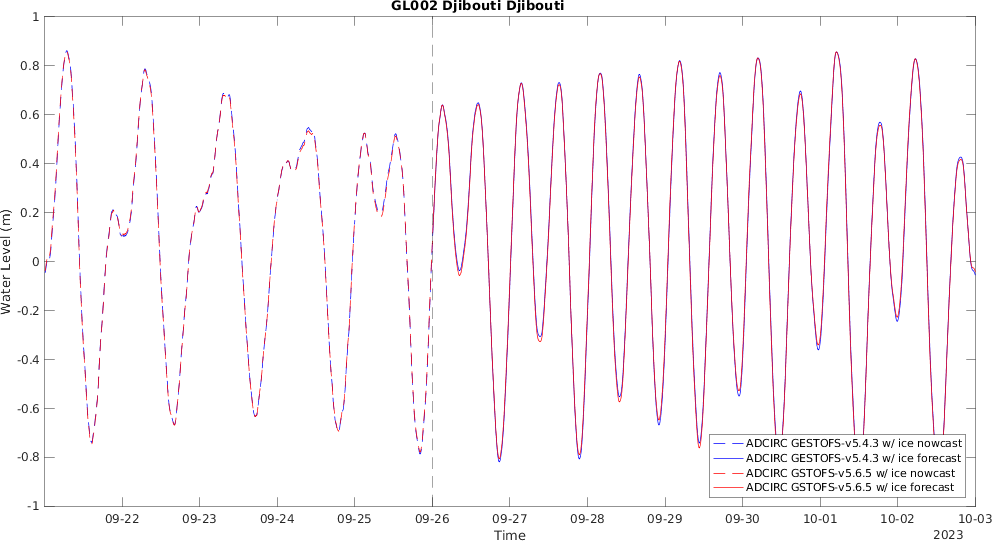 GL002 Djibouti Djibouti
Water Level (m)
1
0.8
0.6
0.4
0.2
0
-0.2
-0.4
-0.6
-0.8
-1
ADCIRC GESTOFS-v5.4.3 w/ ice nowcast
ADCIRC GESTOFS-v5.4.3 w/ ice forecast
ADCIRC GSTOFS-v5.6.5 w/ ice nowcast
ADCIRC GSTOFS-v5.6.5 w/ ice forecast
09-22 09-23 09-24 09-25 09-26 09-27 09-28 09-29 09-30 10-01 10-02 10-03
Time 2023